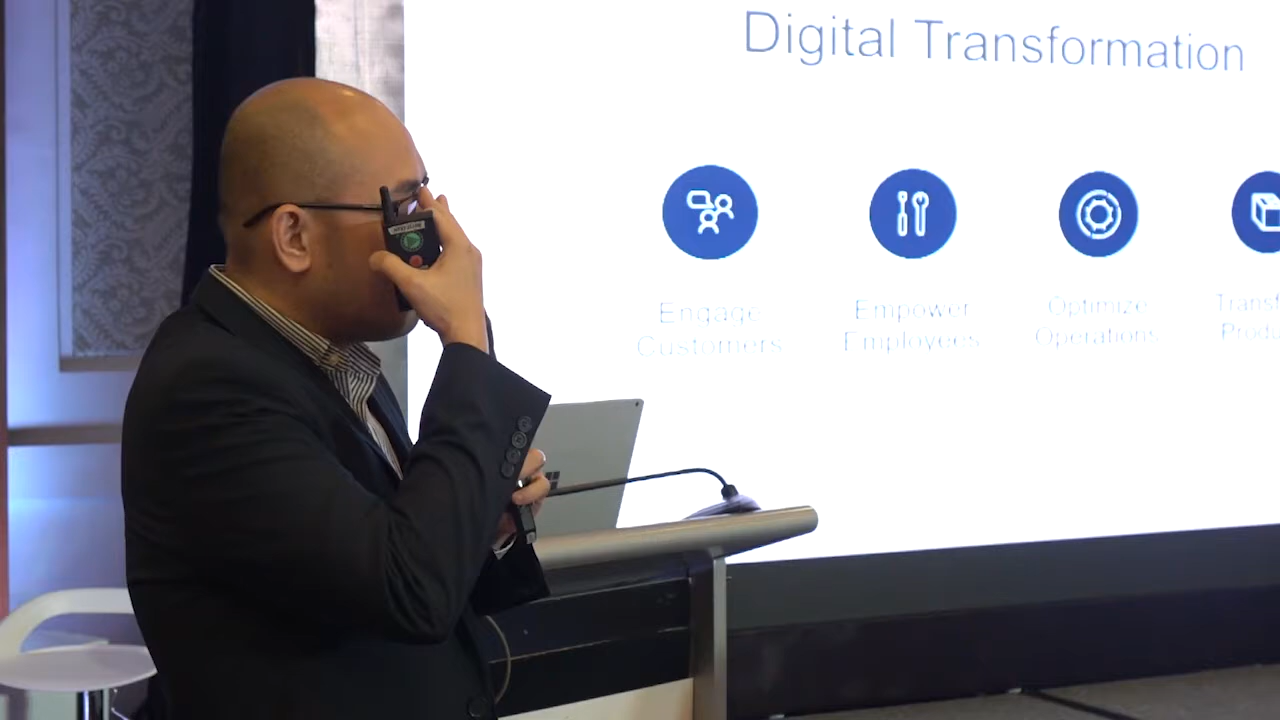 Digital Transformation
Engage
Customers
Empower
Employees
Optimize
Operations